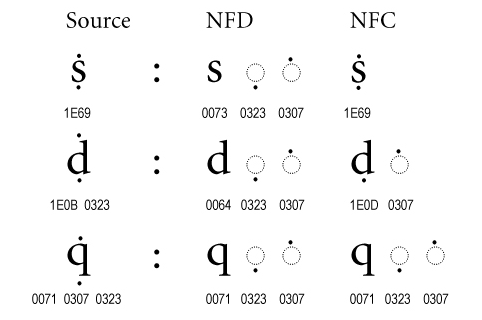 Source NFD NFC
ṩ : s ◌̣ ◌̇ ṩ
1E69 0073 0323 0307 1E69
ḍ̇ : d ◌̣ ◌̇ ḍ ◌̇
1E0B 0323 0064 0323 0307 1E0D 0307
q̣̇ : q ◌̣ ◌̇ q ◌̣ ◌̇
0071 0307 0323 0071 0323 0307 0071 0323 0307